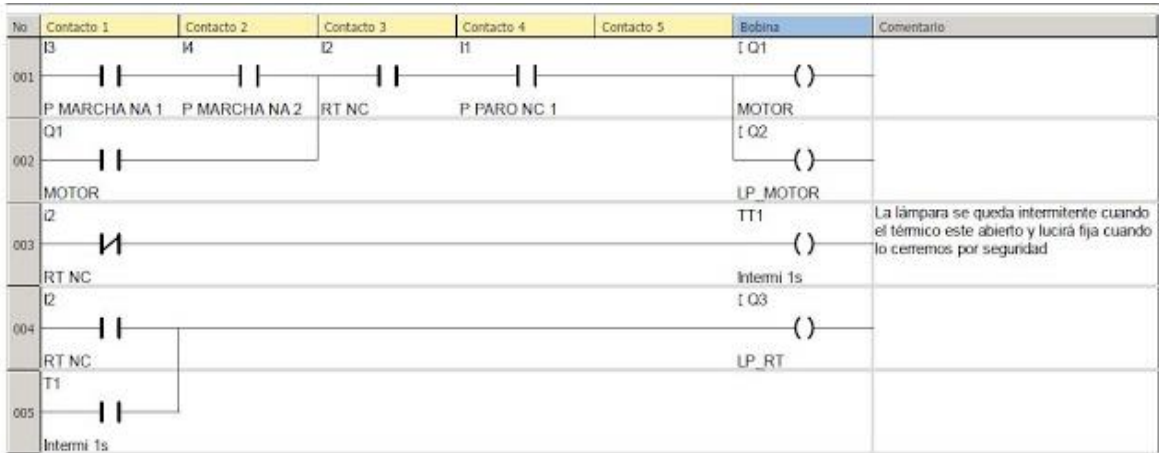 No Contacto 1 Contacto 2 Contacto 3 Contacto 4 Contacto 5 Bobina Comentario
I3 I4 I2 I1 [ Q1
001
P MARCHA NA 1 P MARCHA NA 2 RT NC P PARO NC 1 MOTOR
Q1 [ Q2
002
MOTOR LP_MOTOR
i2 TT1 La lámpara se queda intermitente cuando
el térmico este abierto y lucirá fija cuando
003 lo cerremos por seguridad
RT NC Intermi 1s
I2 [ Q3
004
RT NC LP_RT
T1
005
Intermi 1s